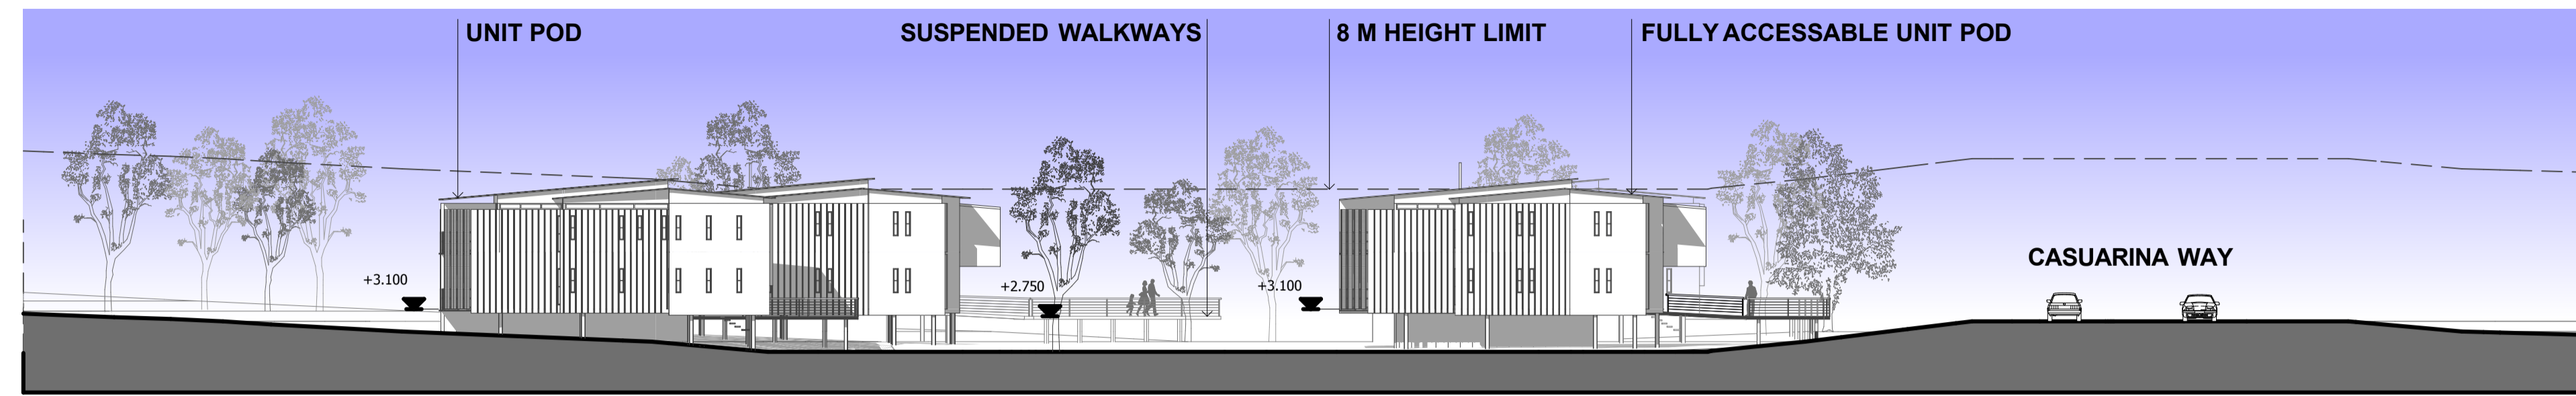 UNIT POD
SUSPENDED WALKWAYS
8 M HEIGHT LIMIT
FULLY ACCESSABLE UNIT POD
CASUARINA WAY
+3.100
+2.750
+3.100